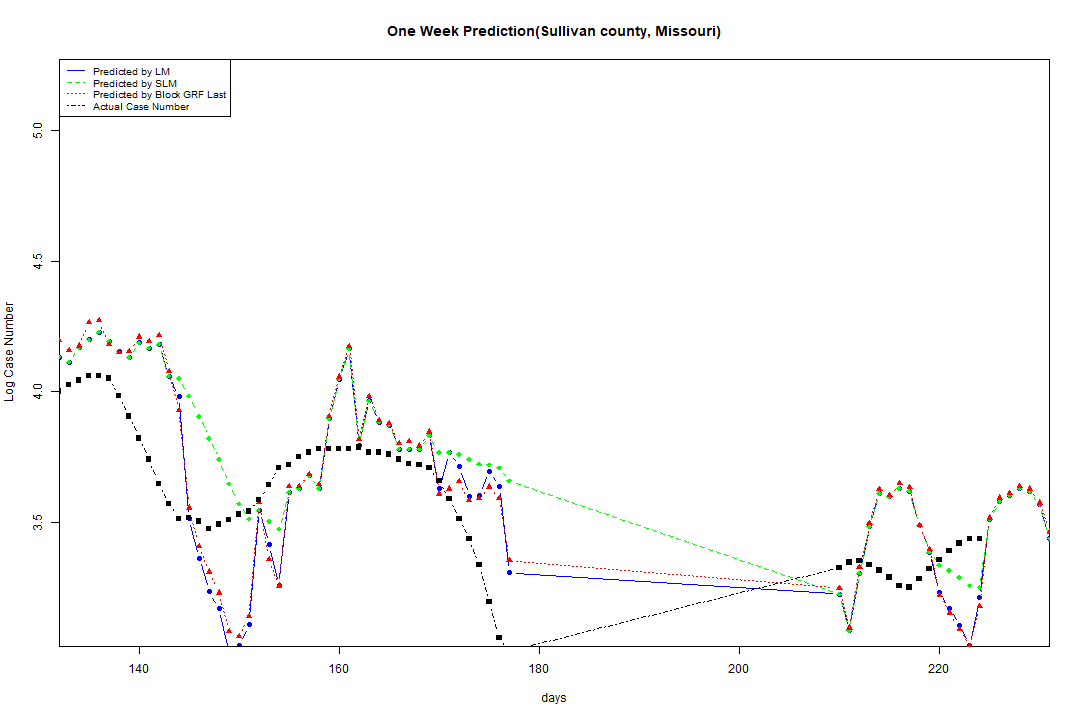 One Week Prediction(Sullivan county, Missouri)
Predicted by LM
Predicted by SLM
Predicted by Block GRF Last
Actual Case Number
5.0
4.5
4.0
3.5
Log Case Number
140 160 180 200 220
days